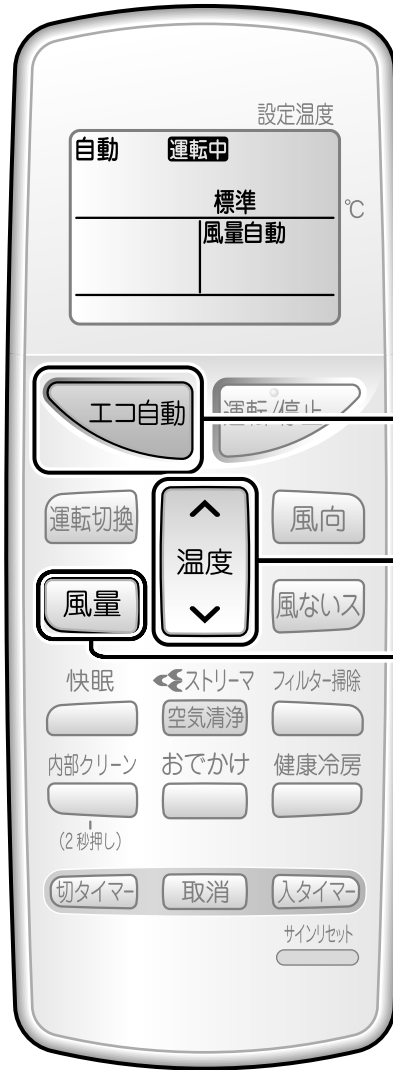 設定温度
自動 運転中
標準
℃
風量自動
エコ自動 運転/停止
運転切換 風向
温度
風量 風ないス
快眠 ストリーマ フィルター掃除
空気清浄
内部クリーン おでかけ 健康冷房
(2秒押し)
切タイマー 取消 入タイマー
サインリセット